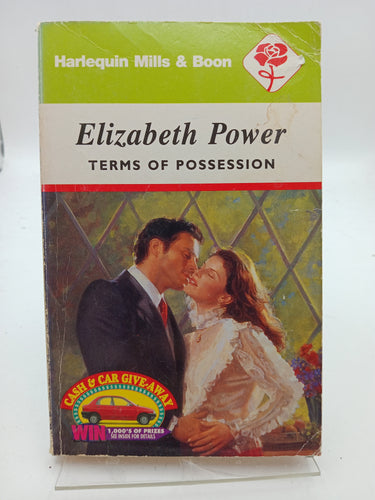 Harlequin Mills & Boon
Elizabeth Power
TERMS OF POSSESSION
CASH & CAR GIVE-AWAY
WIN 1,000's OF PRIZES
SEE INSIDE FOR DETAILS